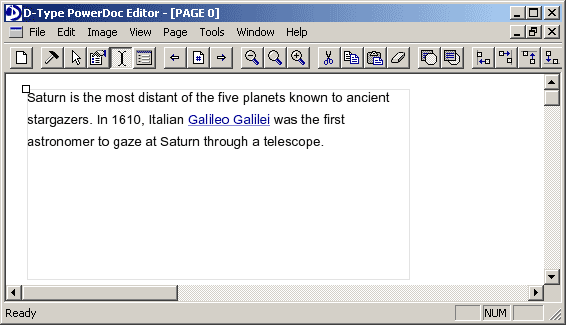 D-Type PowerDoc Editor - [PAGE 0]
File Edit Image View Page Tools Window Help
Saturn is the most distant of the five planets known to ancient
stargazers. In 1610, Italian Galileo Galilei was the first
astronomer to gaze at Saturn through a telescope.
Ready NUM